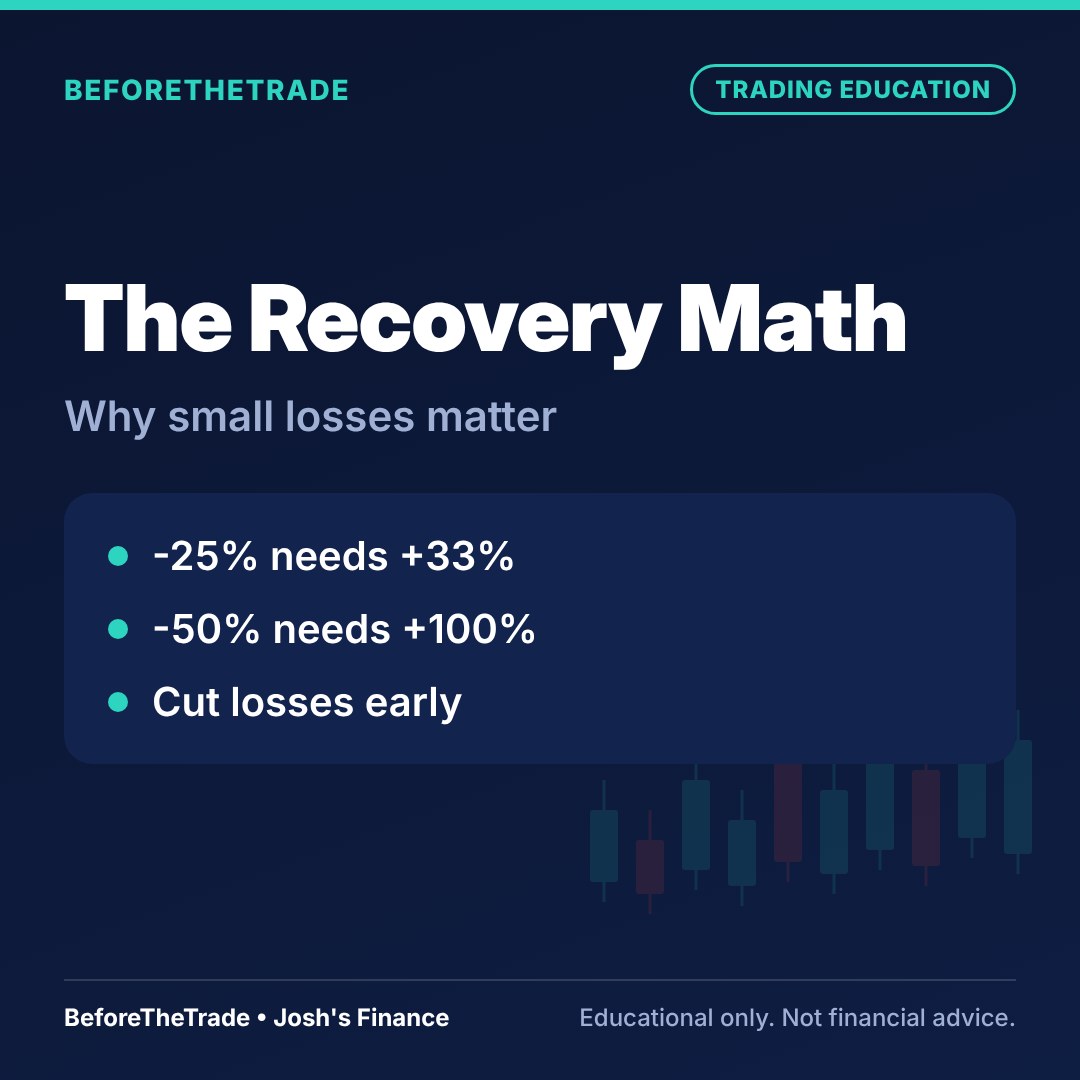 BEFORETHETRADE
TRADING EDUCATION
The Recovery Math
Why small losses matter
-25% needs +33%
-50% needs +100%
Cut losses early
BeforeTheTrade • Josh's Finance
Educational only. Not financial advice.